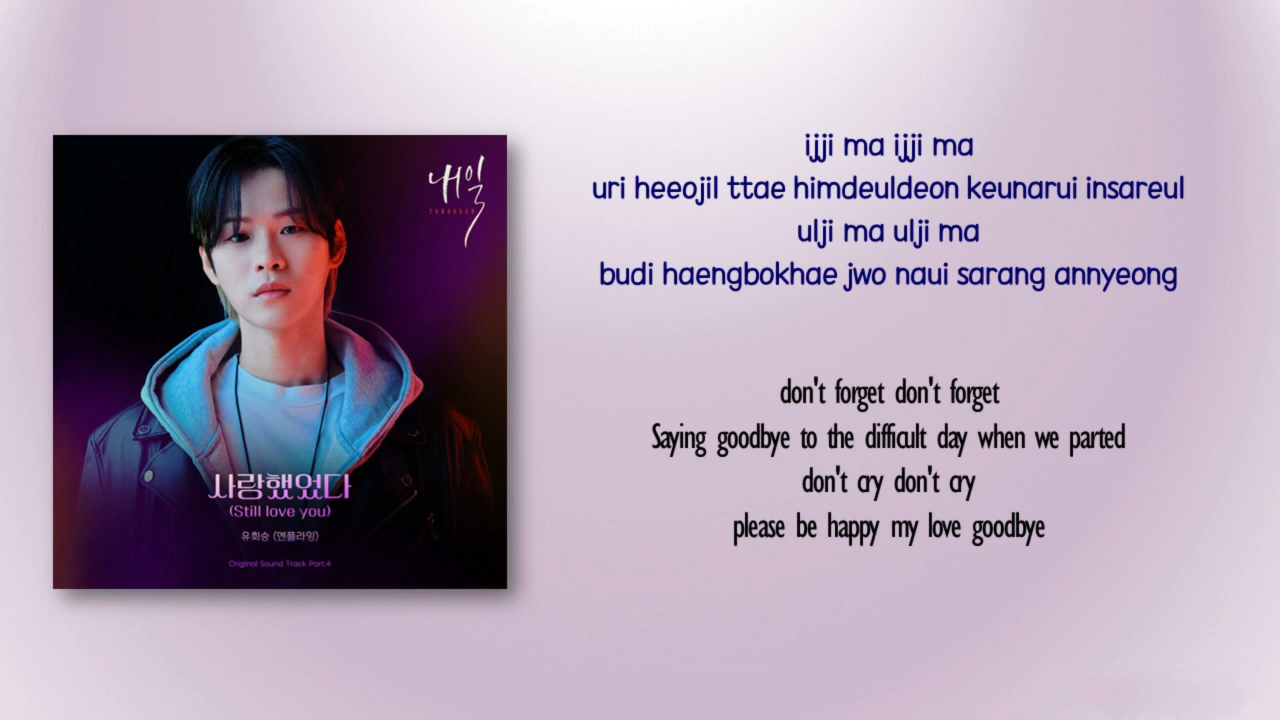 내일
TOMORROW
사랑했었다
(Still love you)
유회승 (엔플라잉)
Original Sound Track Part.4
ijji ma ijji ma
uri heeojil ttae himdeuldeon keunarui insareul
ulji ma ulji ma
budi haengbokhae jwo naui sarang annyeong
don't forget don't forget
Saying goodbye to the difficult day when we parted
don't cry don't cry
please be happy my love goodbye